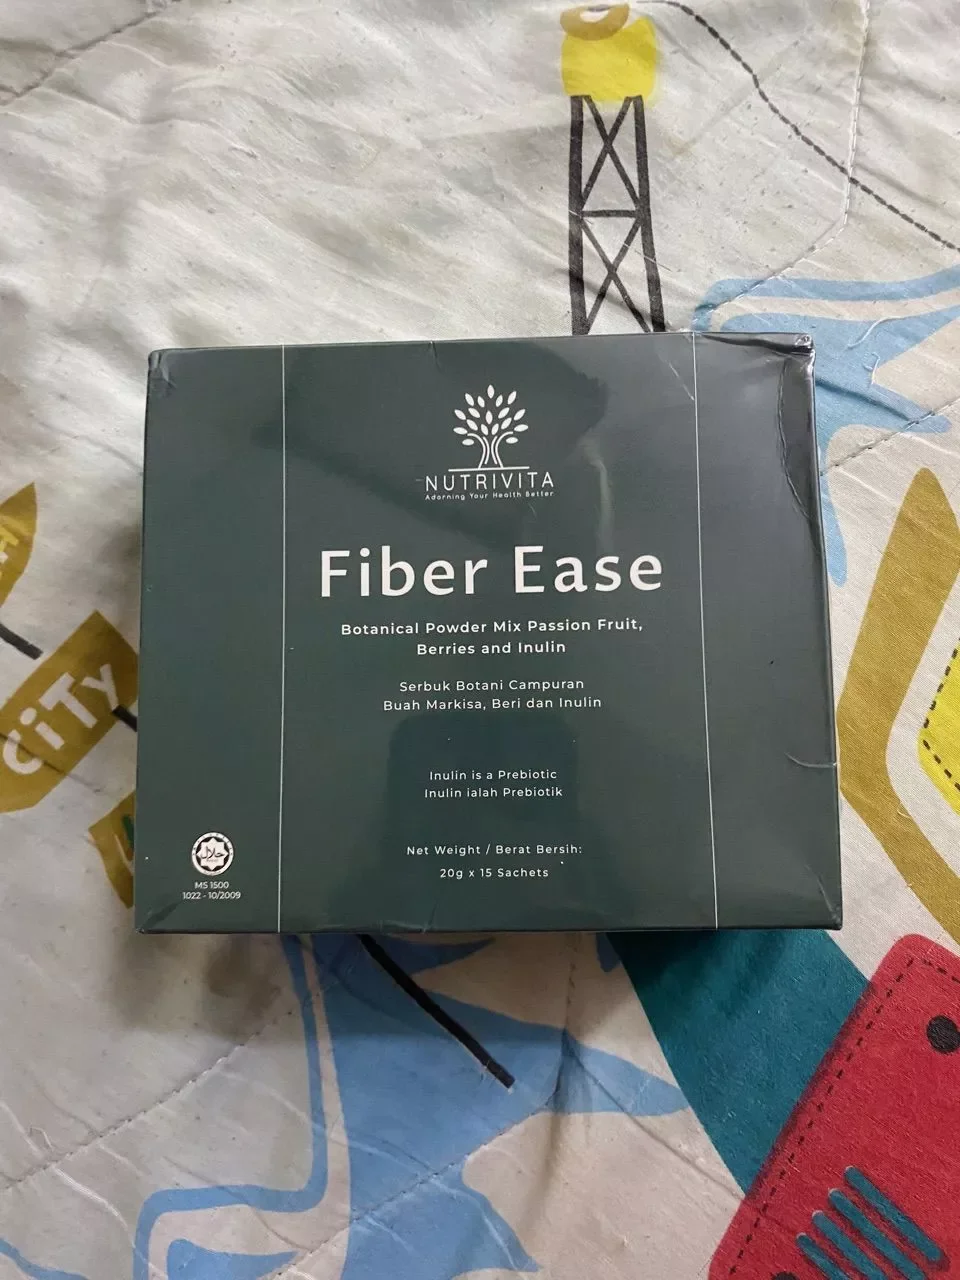 NUTRIVITA
Adorning Your Health Better
Fiber Ease
Botanical Powder Mix Passion Fruit,
Berries and Inulin
Serbuk Botani Campuran
Buah Markisa, Beri dan Inulin
Inulin is a Prebiotic
Inulin ialah Prebiotik
Net Weight / Berat Bersih:
20g x 15 Sachets
حلال
MS 1500
1022 - 10/2009
CiTy